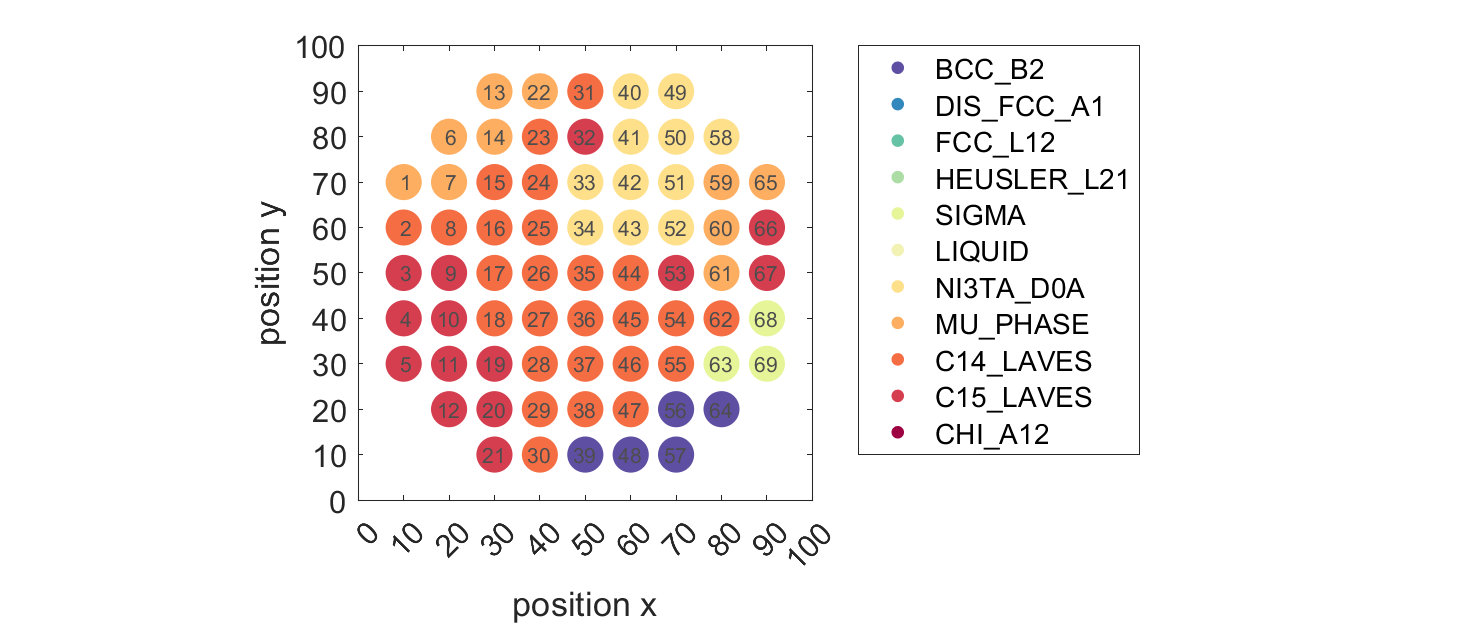 100
90
80
70
60
50
40
30
20
10
0
position y
13 22 31 40 49
6 14 23 32 41 50 58
1 7 15 24 33 42 51 59 65
2 8 16 25 34 43 52 60 66
3 9 17 26 35 44 53 61 67
4 10 18 27 36 45 54 62 68
5 11 19 28 37 46 55 63 69
12 20 29 38 47 56 64
21 30 39 48 57
0 10 20 30 40 50 60 70 80 90 100
position x
BCC_B2
DIS_FCC_A1
FCC_L12
HEUSLER_L21
SIGMA
LIQUID
NI3TA_D0A
MU_PHASE
C14_LAVES
C15_LAVES
CHI_A12